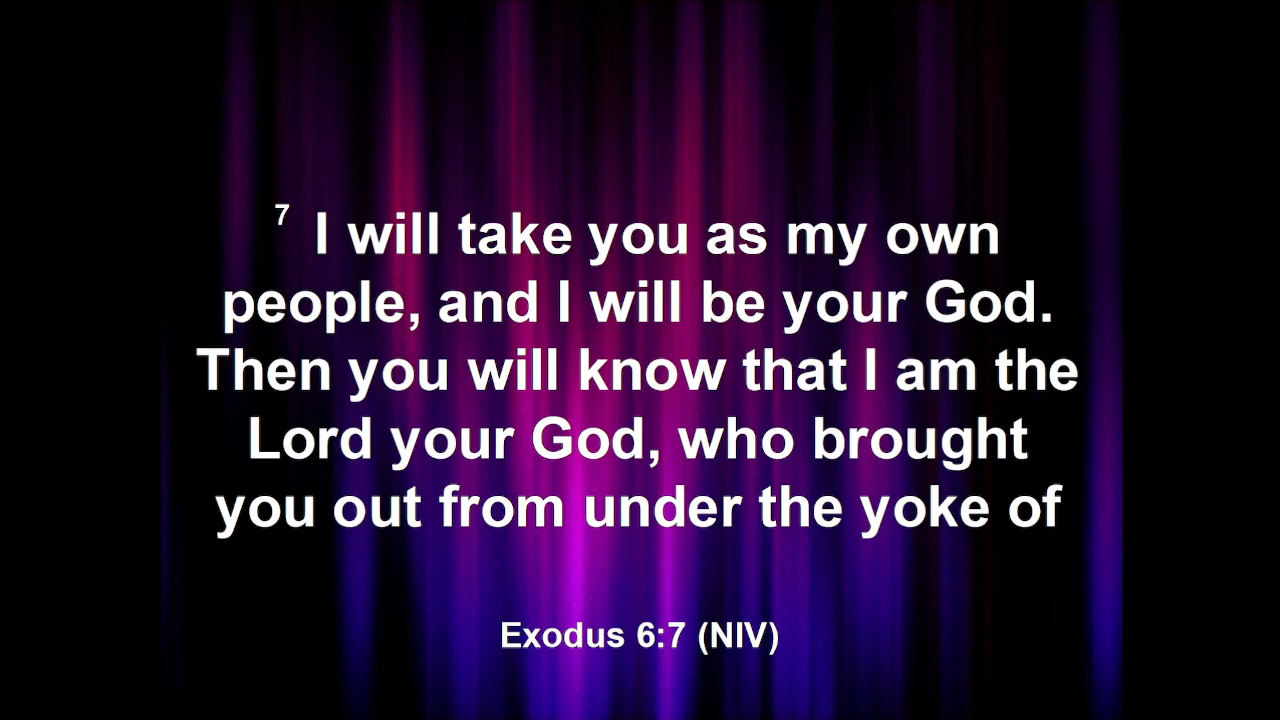 7 I will take you as my own
people, and I will be your God.
Then you will know that I am the
Lord your God, who brought
you out from under the yoke of
Exodus 6:7 (NIV)